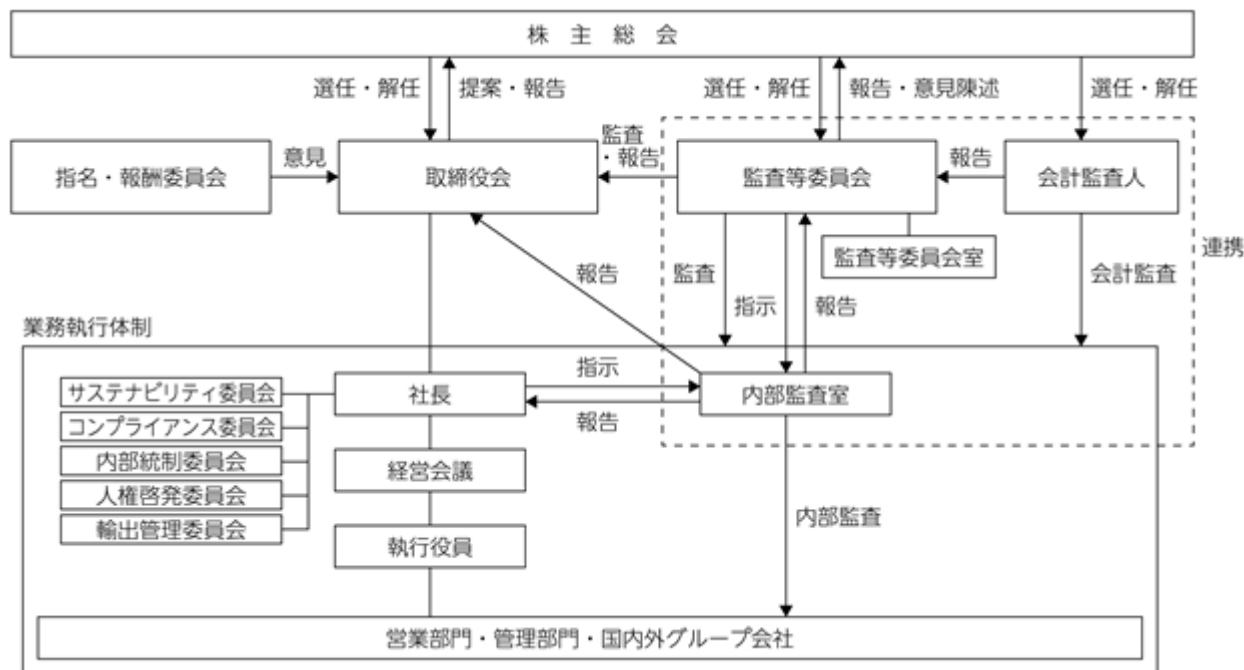 株主総会
選任・解任
提案・報告
選任・解任
報告・意見陳述
選任・解任
指名・報酬委員会
意見
取締役会
監査
・報告
監査等委員会
報告
会計監査人
監査等委員会室
連携
報告
監査
指示
報告
会計監査
業務執行体制
サステナビリティ委員会
コンプライアンス委員会
内部統制委員会
人権啓発委員会
輸出管理委員会
社長
指示
報告
内部監査室
経営会議
執行役員
内部監査
営業部門・管理部門・国内外グループ会社